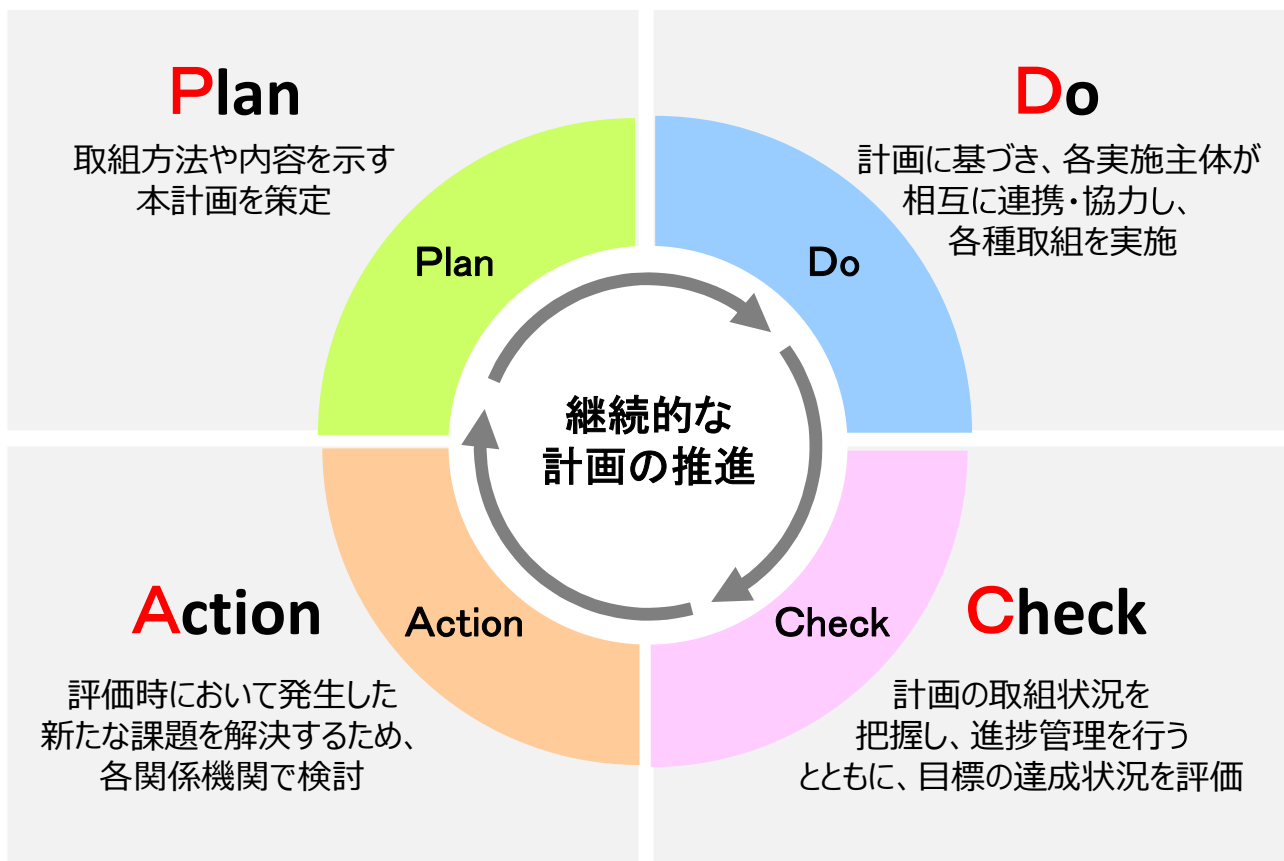 Plan
取組方法や内容を示す
本計画を策定
Do
計画に基づき、各実施主体が
相互に連携・協力し、
各種取組を実施
Plan
Do
継続的な
計画の推進
Action
Check
Action
評価時において発生した
新たな課題を解決するため、
各関係機関で検討
Check
計画の取組状況を
把握し、進捗管理を行う
とともに、目標の達成状況を評価